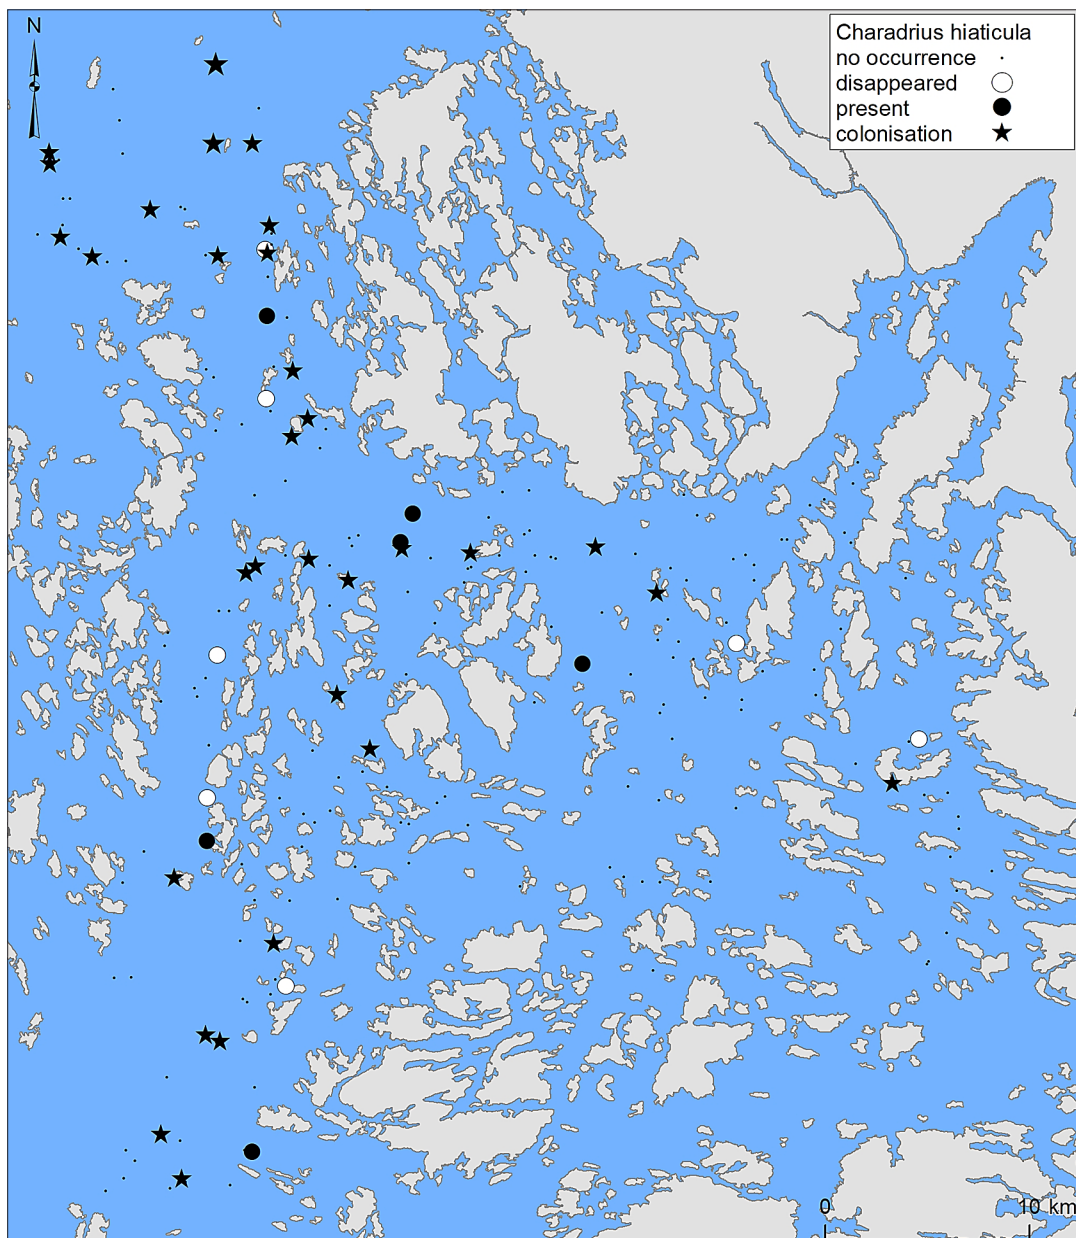 N
Charadrius hiaticula
no occurrence
disappeared
present
colonisation
0 10 km